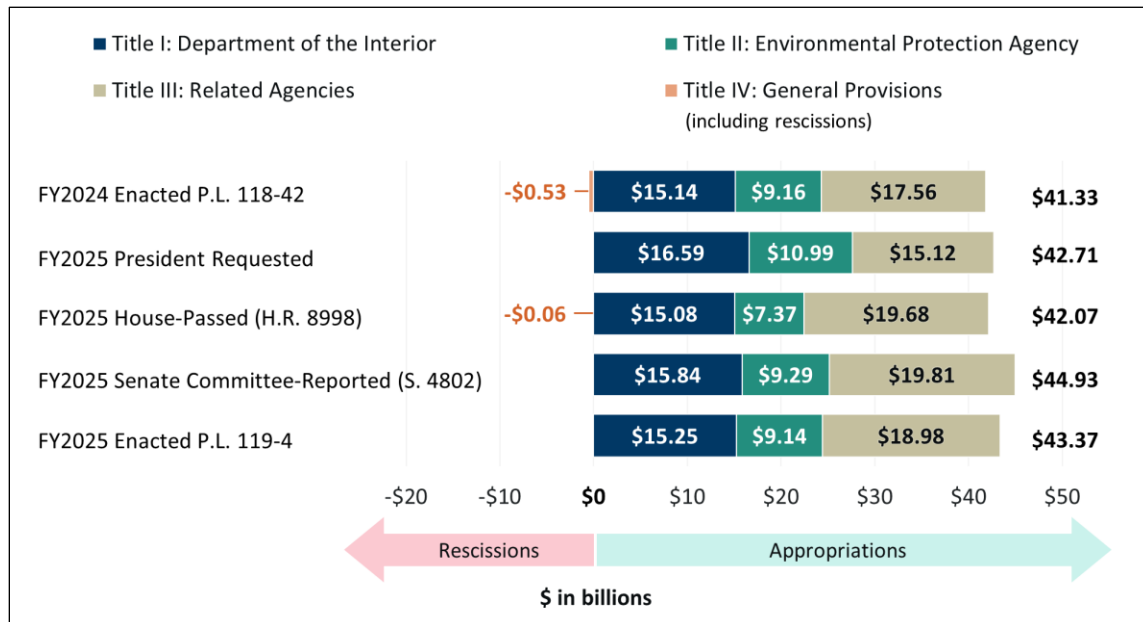 Title I: Department of the Interior
Title II: Environmental Protection Agency
Title III: Related Agencies
Title IV: General Provisions
(including rescissions)
FY2024 Enacted P.L. 118-42 -$0.53 $15.14 $9.16 $17.56 $41.33
FY2025 President Requested $16.59 $10.99 $15.12 $42.71
FY2025 House-Passed (H.R. 8998) -$0.06 $15.08 $7.37 $19.68 $42.07
FY2025 Senate Committee-Reported (S. 4802) $15.84 $9.29 $19.81 $44.93
FY2025 Enacted P.L. 119-4 $15.25 $9.14 $18.98 $43.37
-$20 -$10 $0 $10 $20 $30 $40 $50
Rescissions Appropriations
$ in billions